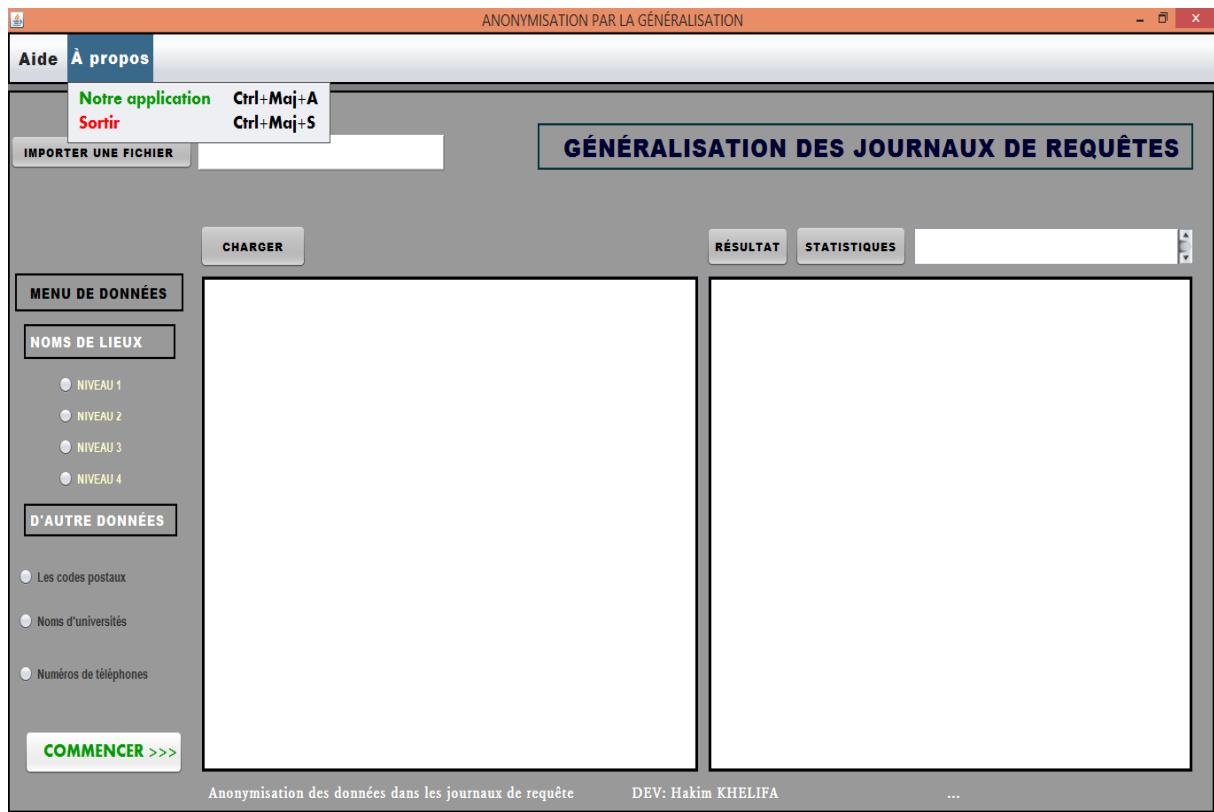 ANONYMISATION PAR LA GÉNÉRALISATION
Aide À propos
Notre application Ctrl+Maj+A
Sortir Ctrl+Maj+S
IMPORTER UNE FICHIER
GÉNÉRALISATION DES JOURNAUX DE REQUÊTES
CHARGER
RÉSULTAT STATISTIQUES
MENU DE DONNÉES
NOMS DE LIEUX
NIVEAU 1
NIVEAU 2
NIVEAU 3
NIVEAU 4
D'AUTRE DONNÉES
Les codes postaux
Noms d'universités
Numéros de téléphones
COMMENCER >>>
Anonymisation des données dans les journaux de requête DEV: Hakim KHELIFA ...